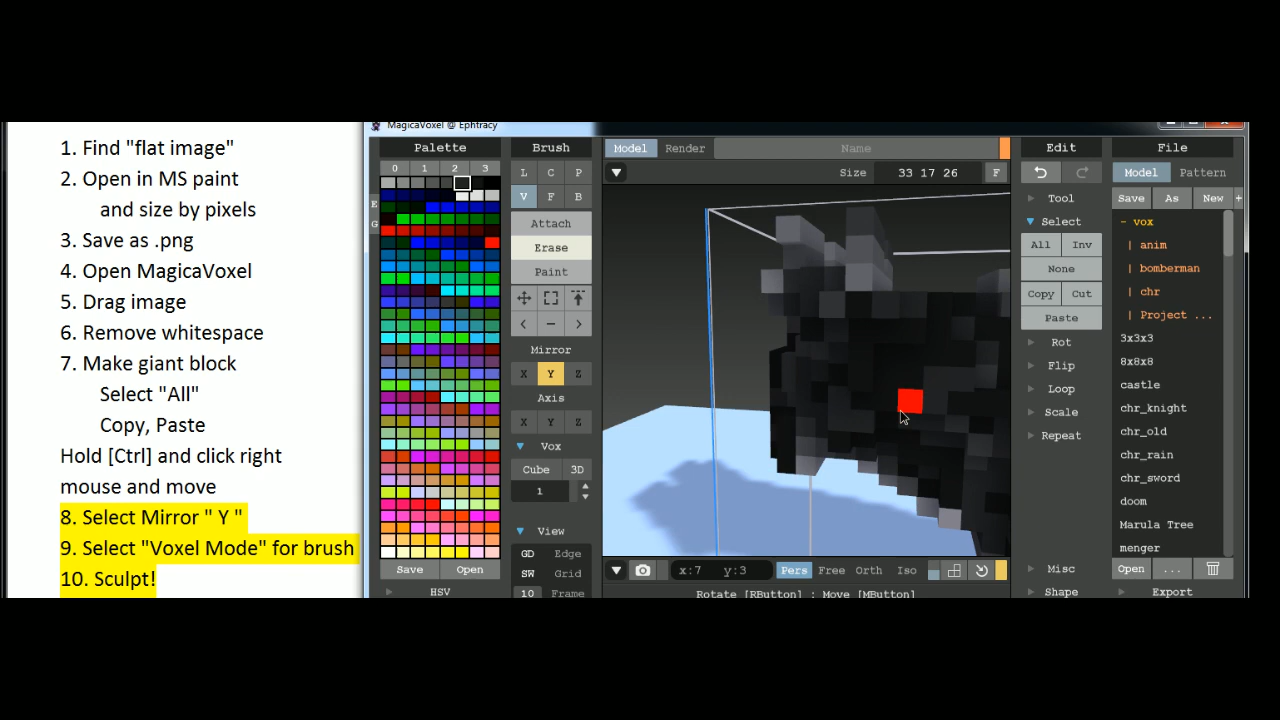 1. Find "flat image"
2. Open in MS paint
and size by pixels
3. Save as .png
4. Open MagicaVoxel
5. Drag image
6. Remove whitespace
7. Make giant block
Select "All"
Copy, Paste
Hold [Ctrl] and click right
mouse and move
8. Select Mirror " Y "
9. Select "Voxel Mode" for brush
10. Sculpt!
MagicaVoxel @ Ephtracy
Palette
0 1 2 3
E
G
Save Open
HSV
Brush
L C P
V F B
Attach
Erase
Paint
< - >
Mirror
X Y Z
Axis
X Y Z
Vox
Cube 3D
1
View
GD Edge
SW Grid
10 Frame
Model Render Name
Size 33 17 26 F
x:7 y:3 Pers Free Orth Iso
Rotate [RButton] : Move [MButton]
Edit
Tool
Select
All Inv
None
Copy Cut
Paste
Rot
Flip
Loop
Scale
Repeat
Misc
Shape
File
Model Pattern
Save As New +
- vox
| anim
| bomberman
| chr
| Project ...
3x3x3
8x8x8
castle
chr_knight
chr_old
chr_rain
chr_sword
doom
Marula Tree
menger
Open ...
Export